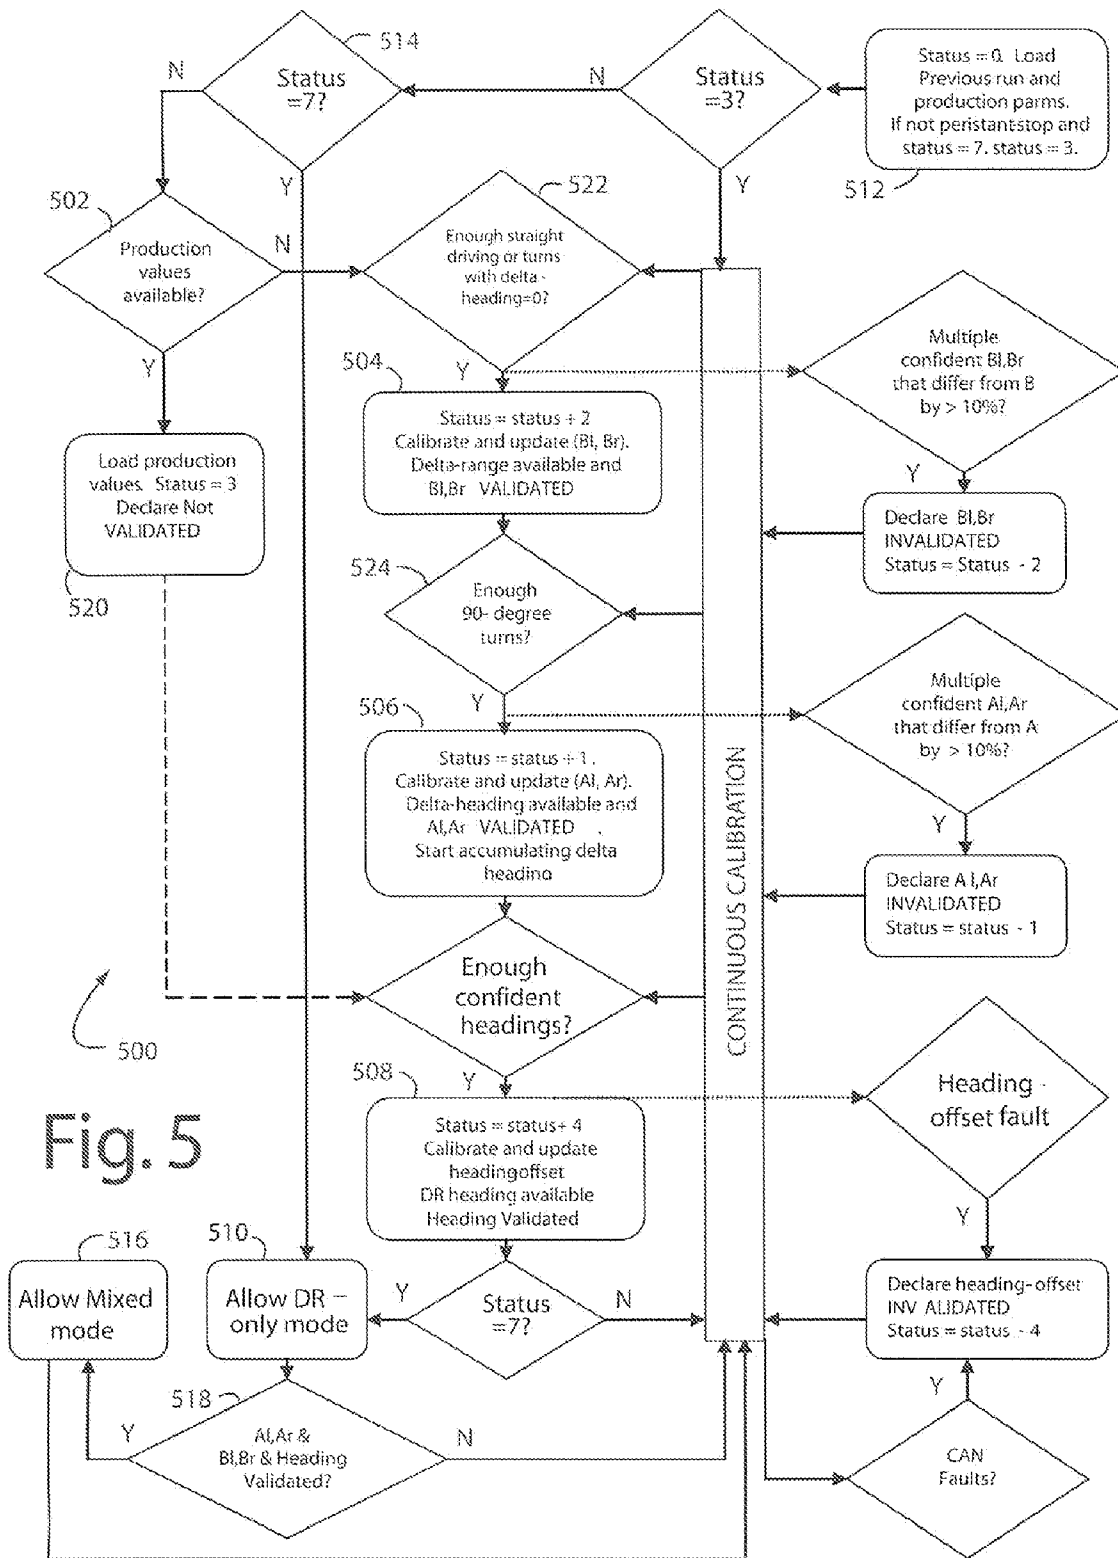 514
N
Status
=7?
N
Status
=3?
Status = 0. Load
Previous run and
production parms.
If not peristantstop and
status = 7. status = 3.
512
Y
Y
502
522
Production
values
available?
N
Enough straight
driving or turns
with delta -
heading=0?
Y
Y
504
Multiple
confident Bl,Br
that differ from B
by > 10%?
Y
Load production
values. Status = 3
Declare Not
VALIDATED
520
Status = status + 2
Calibrate and update (Bl, Br).
Delta-range available and
Bl,Br VALIDATED
Declare Bl,Br
INVALIDATED
Status = Status - 2
524
Enough
90- degree
turns?
Y
506
Multiple
confident Al,Ar
that differ from A
by > 10%?
Y
Status = status + 1.
Calibrate and update (Al, Ar).
Delta-heading available and
Al,Ar VALIDATED .
Start accumulating delta
heading
CONTINUOUS CALIBRATION
Declare A l,Ar
INVALIDATED
Status = status - 1
Enough
confident
headings?
500
Y
508
Heading -
offset fault
Y
Fig. 5
Status = status+ 4
Calibrate and update
headingoffset
DR heading available
Heading Validated
516
510
Allow Mixed
mode
Allow DR –
only mode
Y
Status
=7?
N
Declare heading-offset
INV ALIDATED
Status = status - 4
Y
518
Y
Al,Ar &
Bl,Br & Heading
Validated?
N
CAN
Faults?